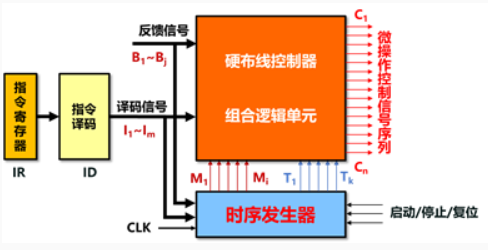 反馈信号
B₁~Bⱼ
硬布线控制器
组合逻辑单元
C₁
微操作控制信号序列
Cₙ
指令寄存器
IR
指令译码
ID
译码信号
I₁~Iₘ
M₁
Mᵢ
T₁
Tₖ
CLK
时序发生器
启动/停止/复位